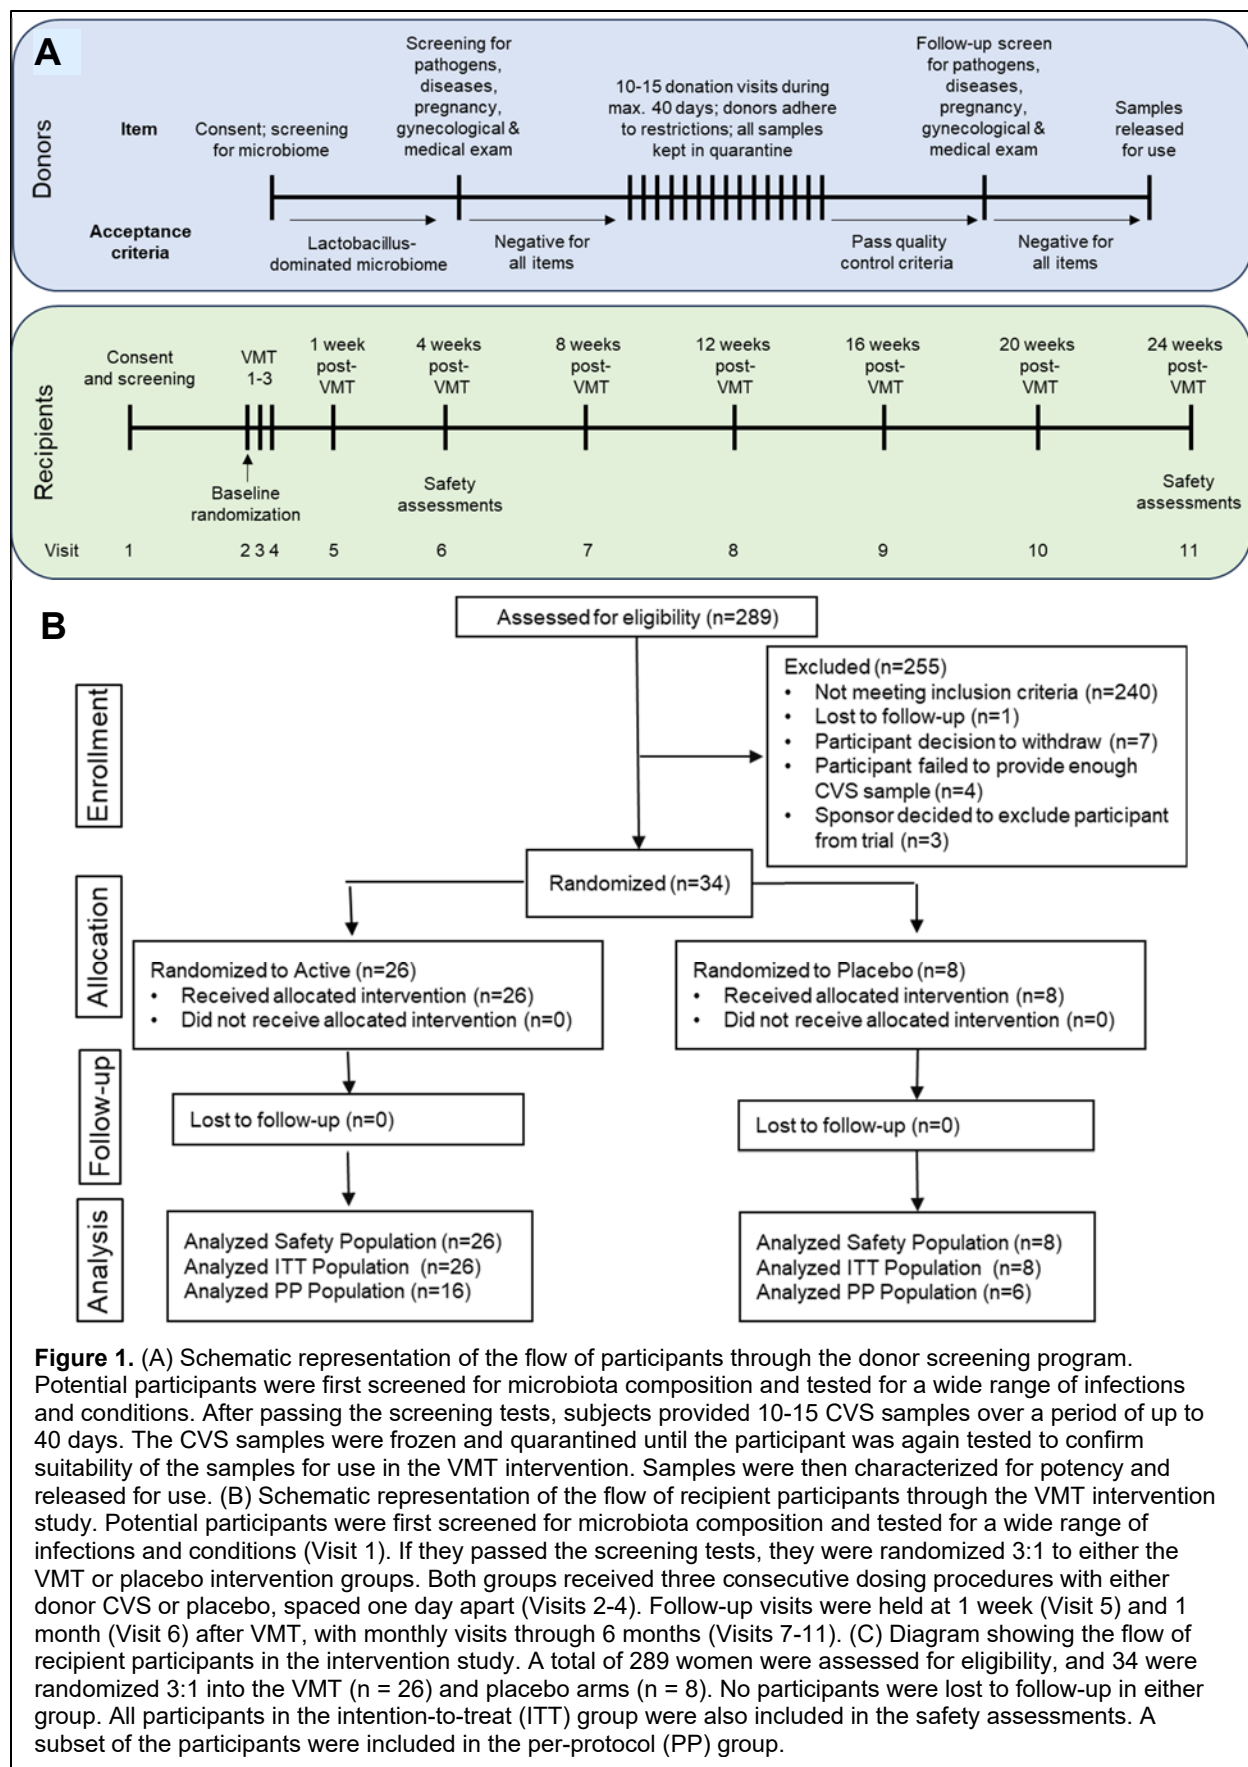 A
Donors
Item
Consent; screening
for microbiome
Screening for
pathogens,
diseases,
pregnancy,
gynecological &
medical exam
10-15 donation visits during
max. 40 days; donors adhere
to restrictions; all samples
kept in quarantine
Follow-up screen
for pathogens,
diseases,
pregnancy,
gynecological &
medical exam
Samples
released
for use
Acceptance
criteria
Lactobacillus-
dominated microbiome
Negative for
all items
Pass quality
control criteria
Negative for
all items
Recipients
Consent
and screening
VMT
1-3
1 week
post-
VMT
4 weeks
post-
VMT
8 weeks
post-
VMT
12 weeks
post-
VMT
16 weeks
post-
VMT
20 weeks
post-
VMT
24 weeks
post-
VMT
Baseline
randomization
Safety
assessments
Safety
assessments
Visit 1 2 3 4 5 6 7 8 9 10 11
B
Assessed for eligibility (n=289)
Enrollment
Excluded (n=255)
• Not meeting inclusion criteria (n=240)
• Lost to follow-up (n=1)
• Participant decision to withdraw (n=7)
• Participant failed to provide enough
CVS sample (n=4)
• Sponsor decided to exclude participant
from trial (n=3)
Randomized (n=34)
Allocation
Randomized to Active (n=26)
• Received allocated intervention (n=26)
• Did not receive allocated intervention (n=0)
Randomized to Placebo (n=8)
• Received allocated intervention (n=8)
• Did not receive allocated intervention (n=0)
Follow-up
Lost to follow-up (n=0)
Lost to follow-up (n=0)
Analysis
Analyzed Safety Population (n=26)
Analyzed ITT Population (n=26)
Analyzed PP Population (n=16)
Analyzed Safety Population (n=8)
Analyzed ITT Population (n=8)
Analyzed PP Population (n=6)
Figure 1. (A) Schematic representation of the flow of participants through the donor screening program.
Potential participants were first screened for microbiota composition and tested for a wide range of infections
and conditions. After passing the screening tests, subjects provided 10-15 CVS samples over a period of up to
40 days. The CVS samples were frozen and quarantined until the participant was again tested to confirm
suitability of the samples for use in the VMT intervention. Samples were then characterized for potency and
released for use. (B) Schematic representation of the flow of recipient participants through the VMT intervention
study. Potential participants were first screened for microbiota composition and tested for a wide range of
infections and conditions (Visit 1). If they passed the screening tests, they were randomized 3:1 to either the
VMT or placebo intervention groups. Both groups received three consecutive dosing procedures with either
donor CVS or placebo, spaced one day apart (Visits 2-4). Follow-up visits were held at 1 week (Visit 5) and 1
month (Visit 6) after VMT, with monthly visits through 6 months (Visits 7-11). (C) Diagram showing the flow of
recipient participants in the intervention study. A total of 289 women were assessed for eligibility, and 34 were
randomized 3:1 into the VMT (n = 26) and placebo arms (n = 8). No participants were lost to follow-up in either
group. All participants in the intention-to-treat (ITT) group were also included in the safety assessments. A
subset of the participants were included in the per-protocol (PP) group.